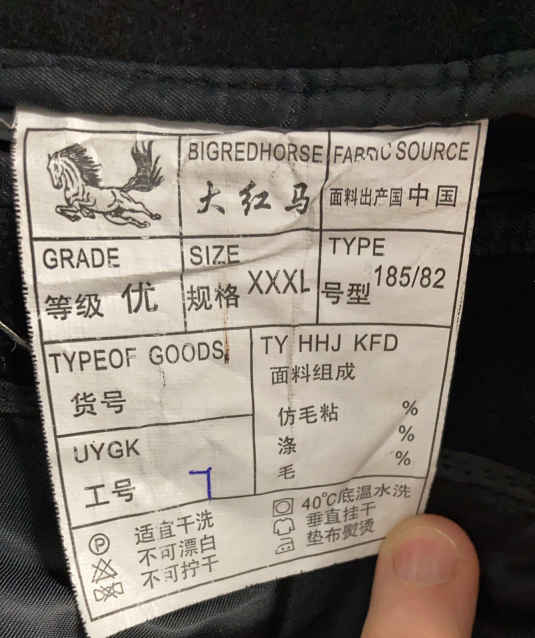 BIGREDHORSE
大红马
FABRIC SOURCE
面料出产国 中国
GRADE
等级 优
SIZE
规格 XXXL
TYPE
号型 185/82
TYPEOF GOODS
货号
TY HHJ KFD
面料组成
仿毛粘 %
涤 %
毛 %
UYGK
工号
7
P 适宜干洗
不可漂白
不可拧干
40℃底温水洗
垂直挂干
垫布熨烫